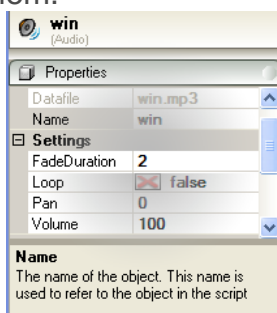 win
(Audio)
Properties
Datafile win.mp3
Name win
Settings
FadeDuration 2
Loop false
Pan 0
Volume 100
Name
The name of the object. This name is
used to refer to the object in the script